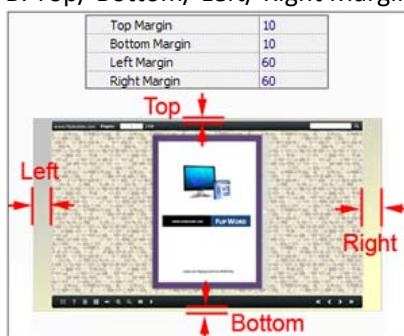 Top Margin 10
Bottom Margin 10
Left Margin 60
Right Margin 60
Top
Left
FLIP WORD
Right
Bottom